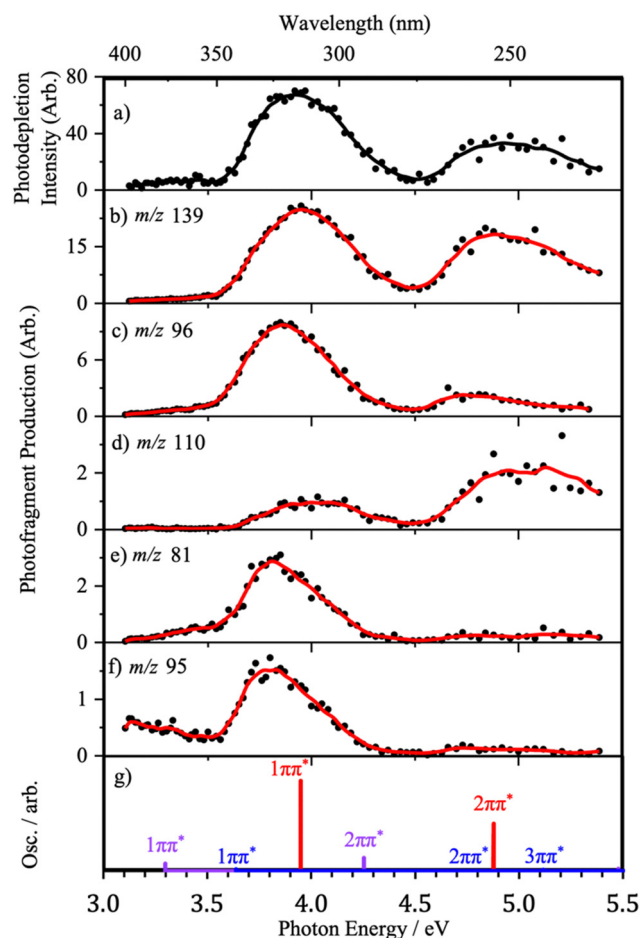 Wavelength (nm)
400 350 300 250
Photodepletion
Intensity (Arb.)
80
40
0
a)
Photofragment Production (Arb.)
b) m/z 139
15
0
c) m/z 96
6
0
d) m/z 110
2
0
e) m/z 81
2
0
f) m/z 95
1
0
Osc. / arb.
g)
1ππ*
2ππ*
1ππ* 2ππ*
1ππ* 2ππ* 3ππ*
3.0 3.5 4.0 4.5 5.0 5.5
Photon Energy / eV